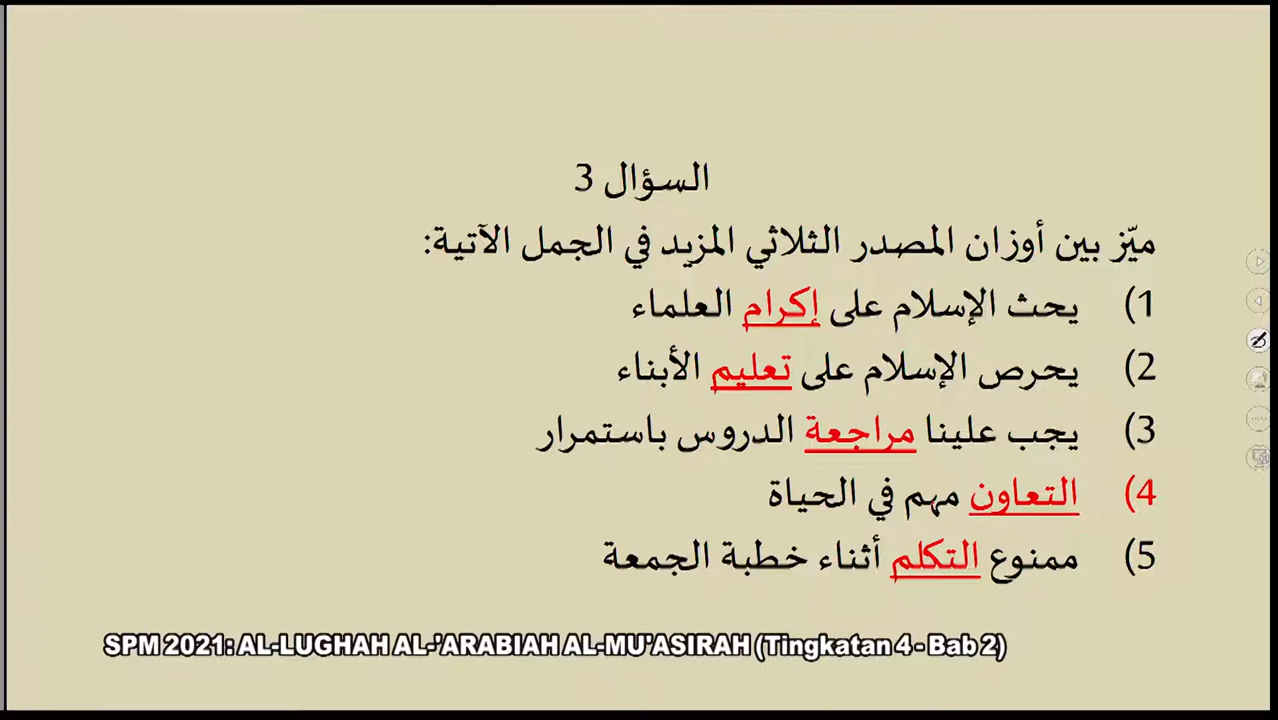 السؤال 3
ميّز بين أوزان المصدر الثلاثي المزيد في الجمل الآتية:
1) يحث الإسلام على إكرام العلماء
2) يحرص الإسلام على تعليم الأبناء
3) يجب علينا مراجعة الدروس باستمرار
4) التعاون مهم في الحياة
5) ممنوع التكلم أثناء خطبة الجمعة
SPM 2021: AL-LUGHAH AL-'ARABIAH AL-MU'ASIRAH (Tingkatan 4 - Bab 2)